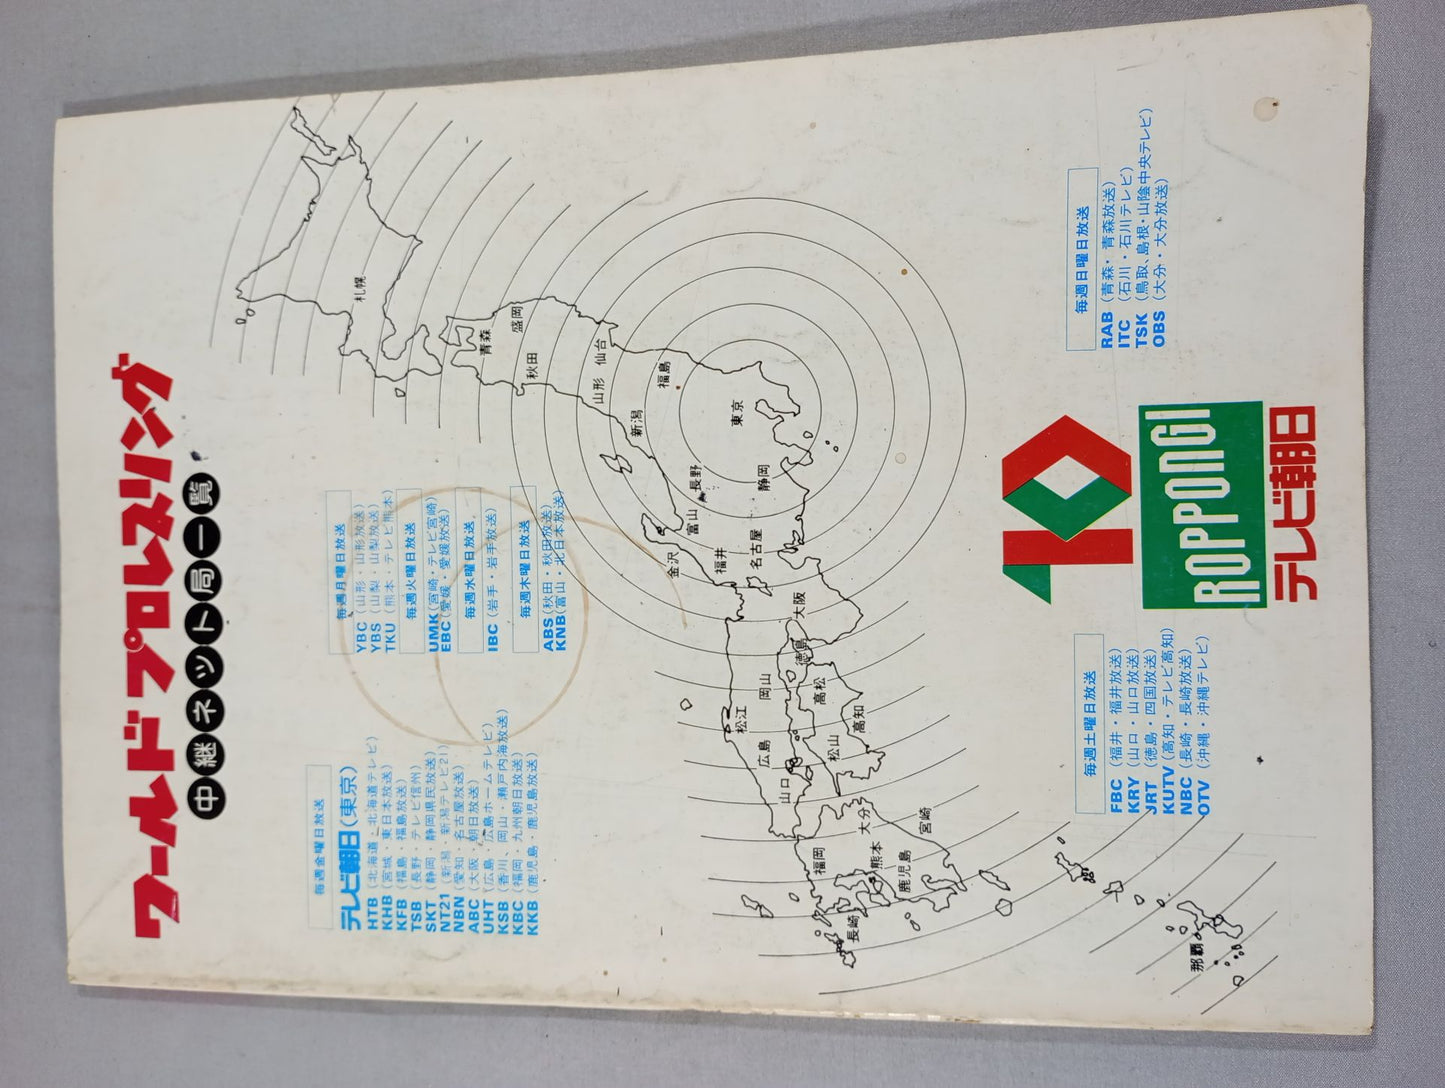 ワールドプロレスリング
中継ネット局一覧
毎週金曜日放送
テレビ朝日(東京)
HTB(北海道・北海道テレビ)
KHB(宮城・東日本放送)
KFB(福島・福島放送)
TSB(長野・テレビ信州)
SKT(静岡・静岡県民放送)
NT21(新潟・新潟テレビ21)
NBN(愛知・名古屋放送)
ABC(大阪・朝日放送)
UHT(広島・広島ホームテレビ)
KSB(香川、岡山・瀬戸内海放送)
KBC(福岡・九州朝日放送)
KKB(鹿児島・鹿児島放送)
毎週月曜日放送
YBC(山形・山形放送)
YBS(山梨・山梨放送)
TKU(熊本・テレビ熊本)
毎週火曜日放送
UMK(宮崎・テレビ宮崎)
EBC(愛媛・愛媛放送)
毎週水曜日放送
IBC(岩手・岩手放送)
毎週木曜日放送
ABS(秋田・秋田放送)
KNB(富山・北日本放送)
札幌
青森
盛岡
秋田
仙台
山形
福島
新潟
東京
長野
静岡
富山
金沢
福井
名古屋
大阪
徳島
岡山
高松
松江
高知
広島
松山
山口
大分
宮崎
福岡
熊本
鹿児島
長崎
那覇
毎週土曜日放送
FBC(福井・福井放送)
KRY(山口・山口放送)
JRT(徳島・四国放送)
KUTV(高知・テレビ高知)
NBC(長崎・長崎放送)
OTV(沖縄・沖縄テレビ)
10
ROPPONGI
テレビ朝日
毎週日曜日放送
RAB(青森・青森放送)
ITC(石川・石川テレビ)
TSK(鳥取、島根・山陰中央テレビ)
OBS(大分・大分放送)